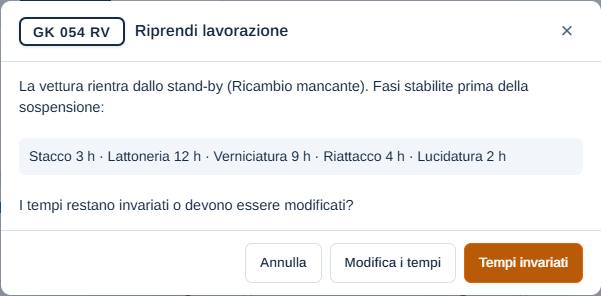 GK 054 RV Riprendi lavorazione ×
La vettura rientra dallo stand-by (Ricambio mancante). Fasi stabilite prima della
sospensione:
Stacco 3 h · Lattoneria 12 h · Verniciatura 9 h · Riattacco 4 h · Lucidatura 2 h
I tempi restano invariati o devono essere modificati?
Annulla Modifica i tempi Tempi invariati